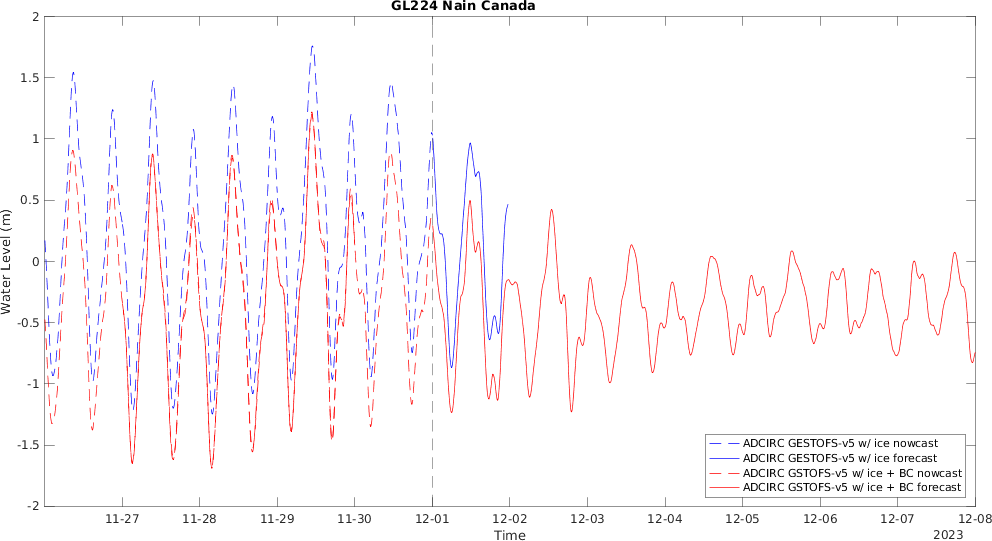 GL224 Nain Canada
2
1.5
1
0.5
0
-0.5
-1
-1.5
-2
Water Level (m)
11-27 11-28 11-29 11-30 12-01 12-02 12-03 12-04 12-05 12-06 12-07 12-08
Time
2023
ADCIRC GESTOFS-v5 w/ ice nowcast
ADCIRC GESTOFS-v5 w/ ice forecast
ADCIRC GSTOFS-v5 w/ ice + BC nowcast
ADCIRC GSTOFS-v5 w/ ice + BC forecast